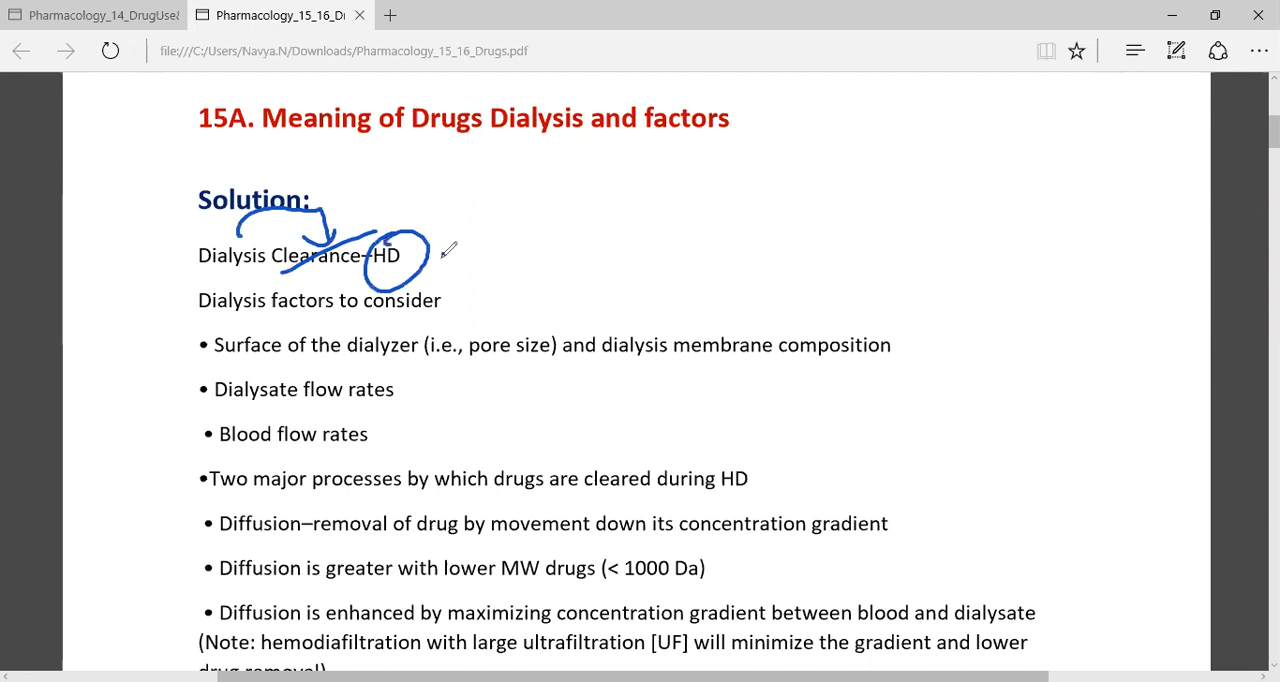 Pharmacology_14_DrugUse&
Pharmacology_15_16_Dr
file:///C:/Users/Navya.N/Downloads/Pharmacology_15_16_Drugs.pdf
15A. Meaning of Drugs Dialysis and factors
Solution:
Dialysis Clearance–HD
Dialysis factors to consider
• Surface of the dialyzer (i.e., pore size) and dialysis membrane composition
• Dialysate flow rates
• Blood flow rates
•Two major processes by which drugs are cleared during HD
• Diffusion–removal of drug by movement down its concentration gradient
• Diffusion is greater with lower MW drugs (< 1000 Da)
• Diffusion is enhanced by maximizing concentration gradient between blood and dialysate
(Note: hemodiafiltration with large ultrafiltration [UF] will minimize the gradient and lower
drug removal)